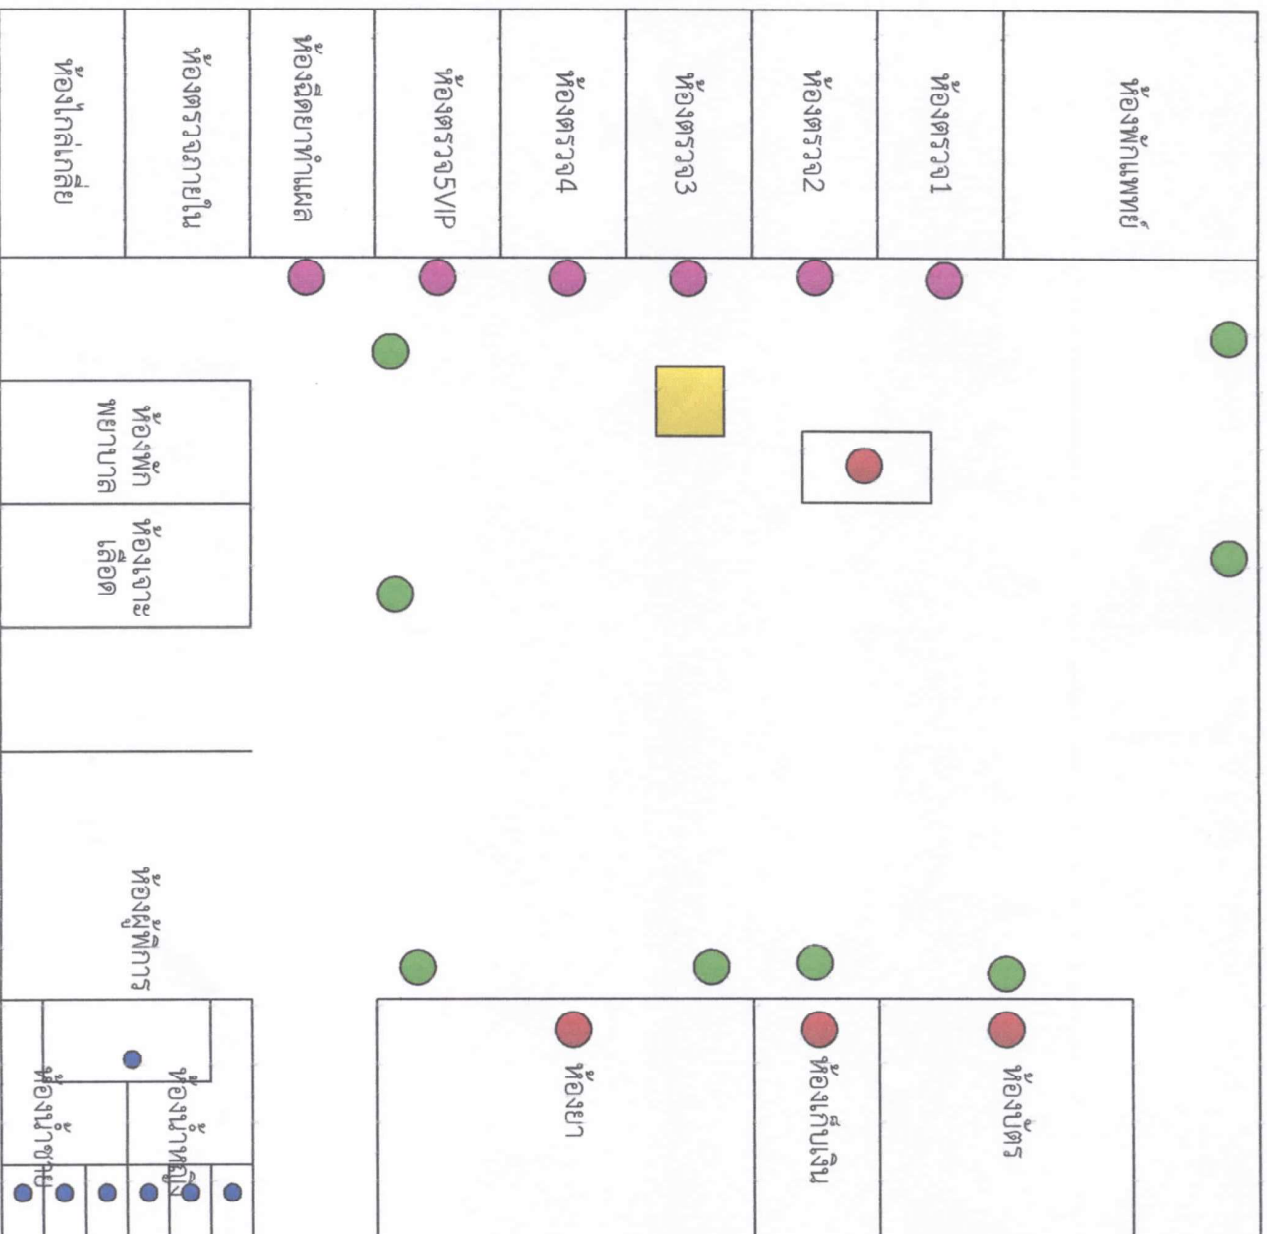 ห้องพักแพทย์
ห้องตรวจ1
ห้องตรวจ2
ห้องตรวจ3
ห้องตรวจ4
ห้องตรวจ5VIP
ห้องฉีดยาทำแผล
ห้องตรวจภายใน
ห้องไกล่เกลี่ย
ห้องพัก
พยาบาล
ห้องเจาะ
เลือด
ห้องผู้พิการ
ห้องบัตร
ห้องเก็บเงิน
ห้องยา
ห้องน้ำหญิง
ห้องน้ำชาย